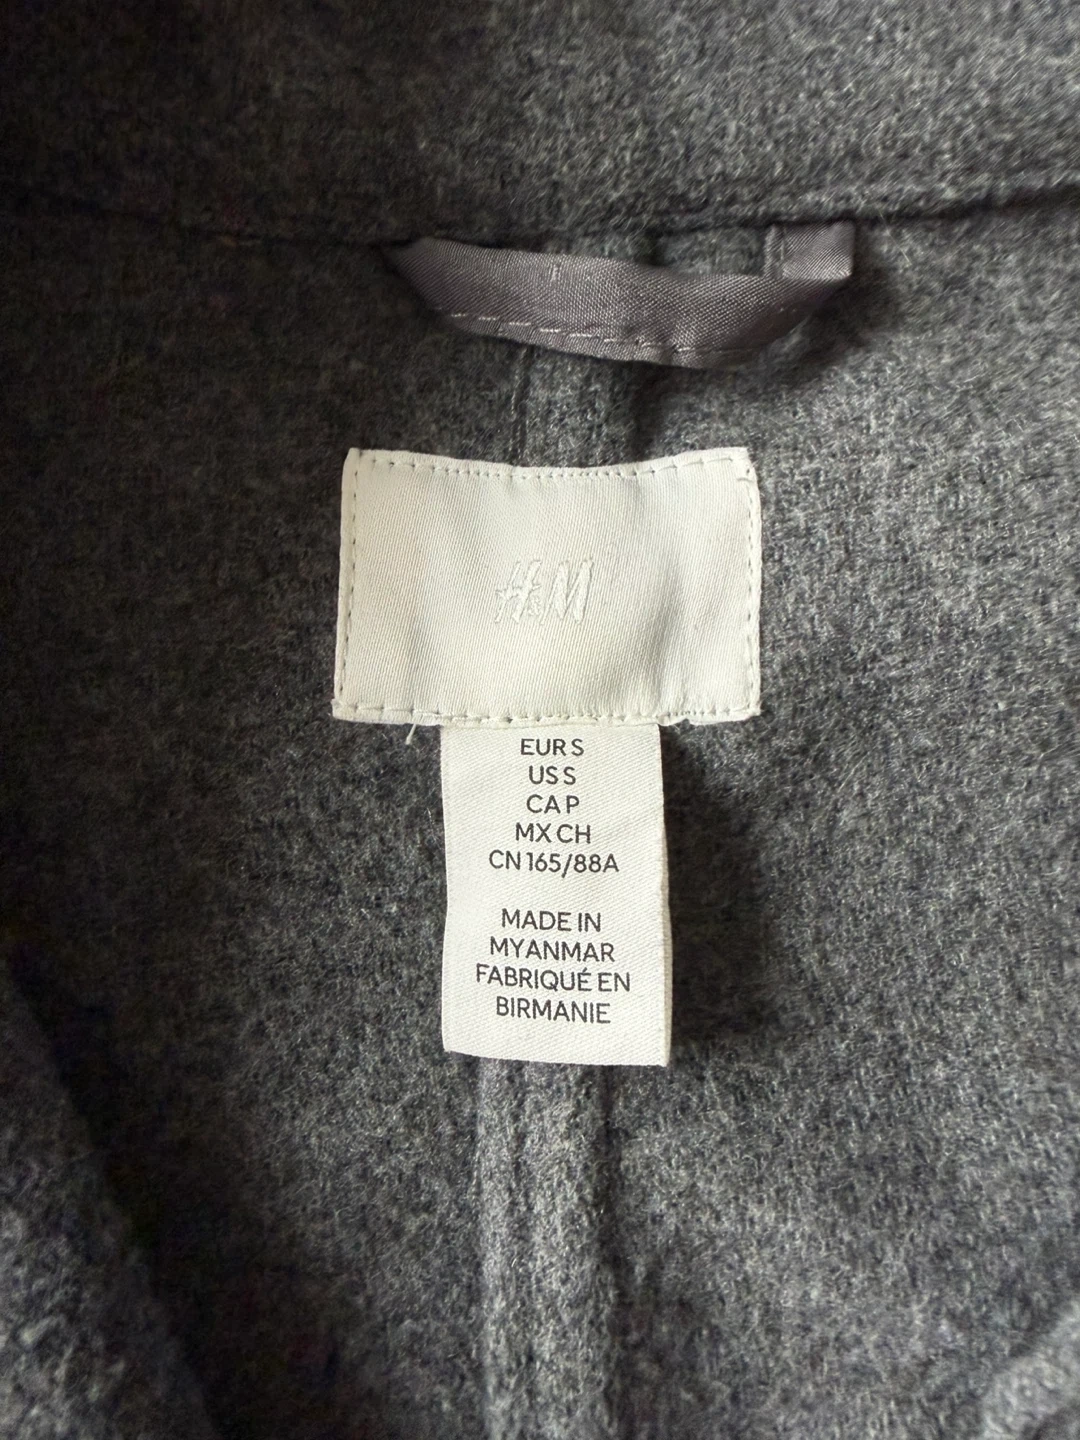 H&M
EUR S
US S
CA P
MX CH
CN 165/88A
MADE IN
MYANMAR
FABRIQUÉ EN
BIRMANIE